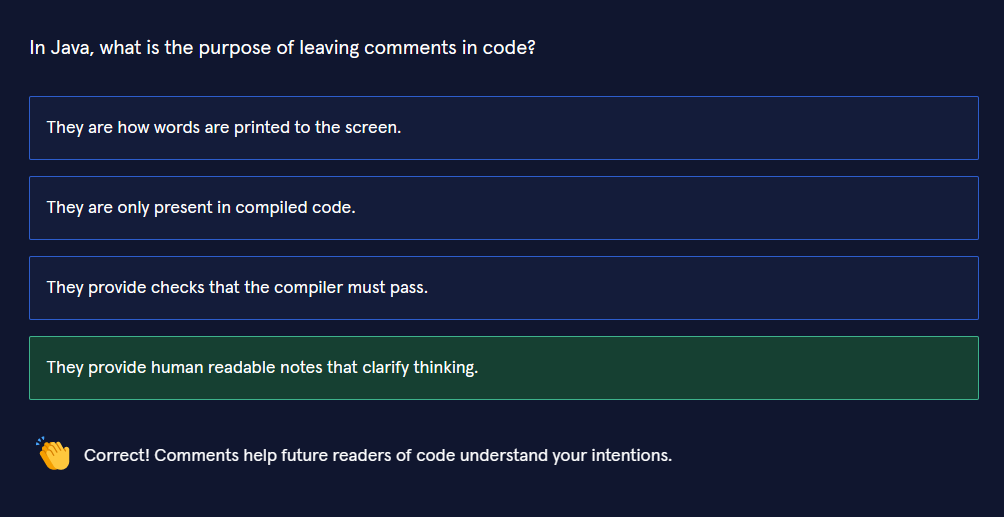 In Java, what is the purpose of leaving comments in code?
They are how words are printed to the screen.
They are only present in compiled code.
They provide checks that the compiler must pass.
They provide human readable notes that clarify thinking.
Correct! Comments help future readers of code understand your intentions.